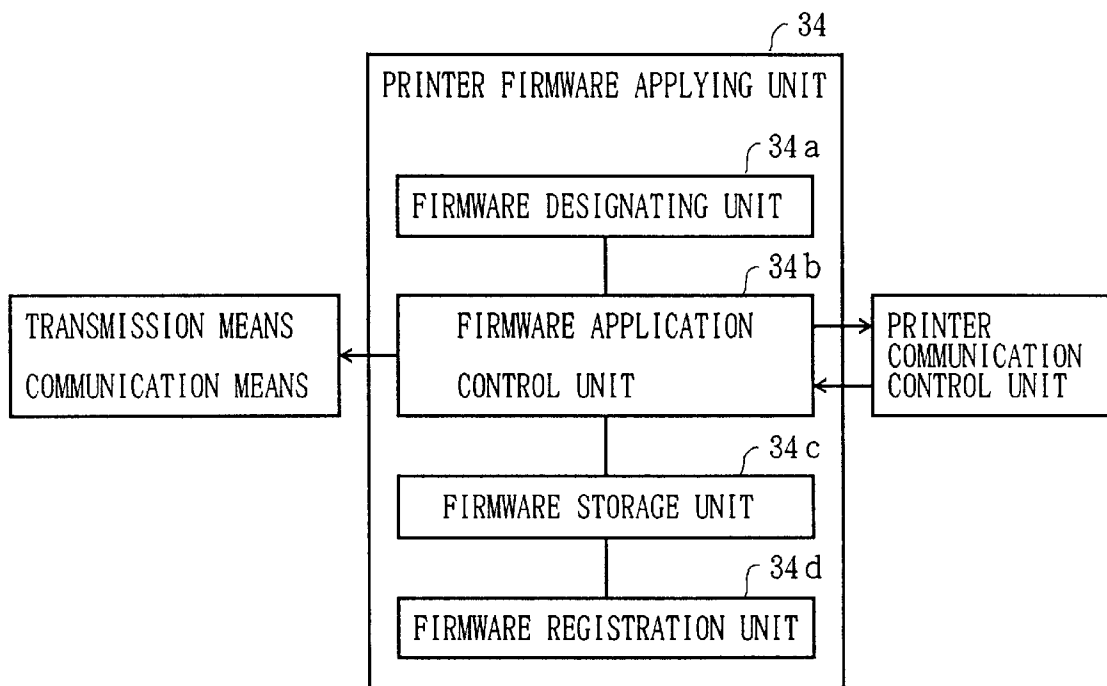 34
PRINTER FIRMWARE APPLYING UNIT
34a
FIRMWARE DESIGNATING UNIT
34b
TRANSMISSION MEANS
COMMUNICATION MEANS
FIRMWARE APPLICATION
CONTROL UNIT
PRINTER
COMMUNICATION
CONTROL UNIT
34c
FIRMWARE STORAGE UNIT
34d
FIRMWARE REGISTRATION UNIT